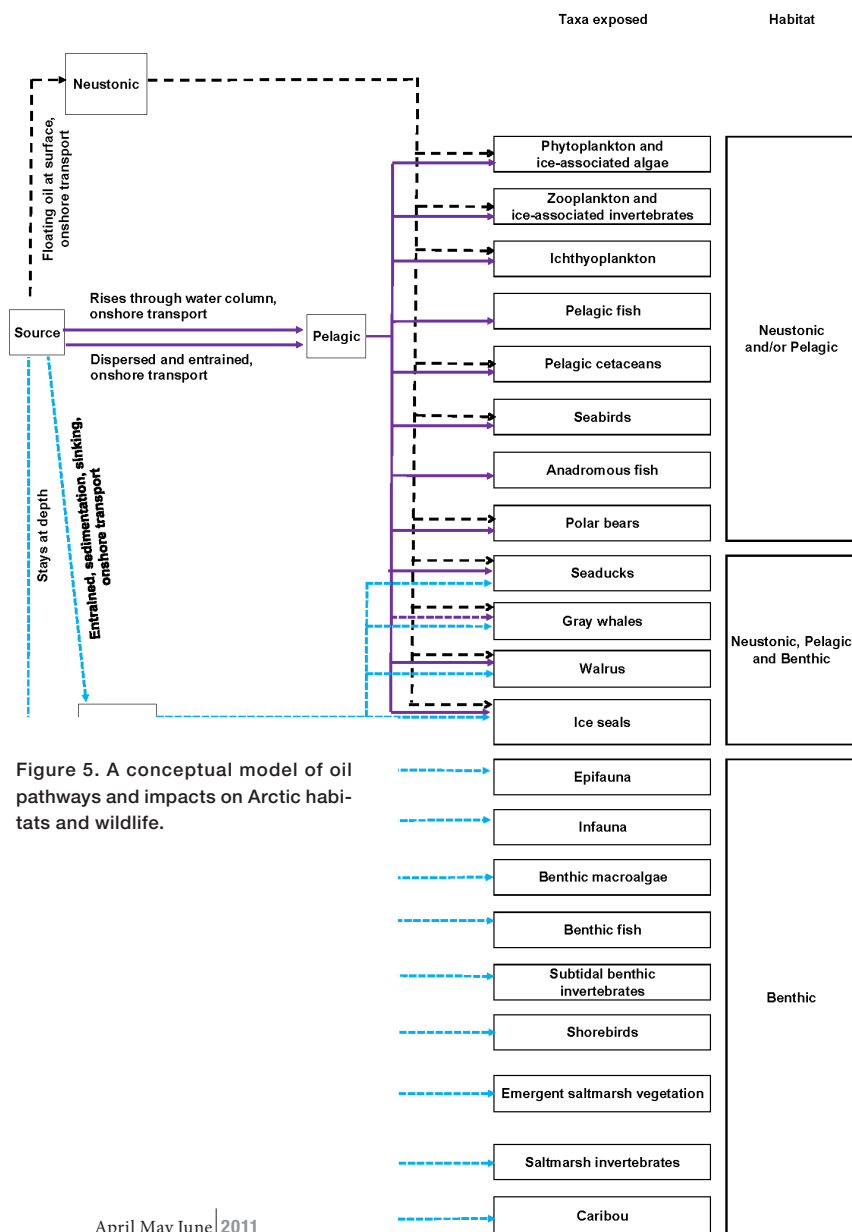 Taxa exposed
Habitat
Neustonic
Floating oil at surface,
onshore transport
Phytoplankton and
ice-associated algae
Zooplankton and
ice-associated invertebrates
Ichthyoplankton
Rises through water column,
onshore transport
Source
Pelagic
Dispersed and entrained,
onshore transport
Pelagic fish
Neustonic
and/or Pelagic
Pelagic cetaceans
Seabirds
Anadromous fish
Polar bears
Stays at depth
Entrained, sedimentation, sinking,
onshore transport
Seaducks
Gray whales
Neustonic, Pelagic
and Benthic
Walrus
Ice seals
Figure 5. A conceptual model of oil
pathways and impacts on Arctic habi-
tats and wildlife.
Epifauna
Infauna
Benthic macroalgae
Benthic fish
Subtidal benthic
invertebrates
Benthic
Shorebirds
Emergent saltmarsh vegetation
Saltmarsh invertebrates
Caribou
April May June 2011